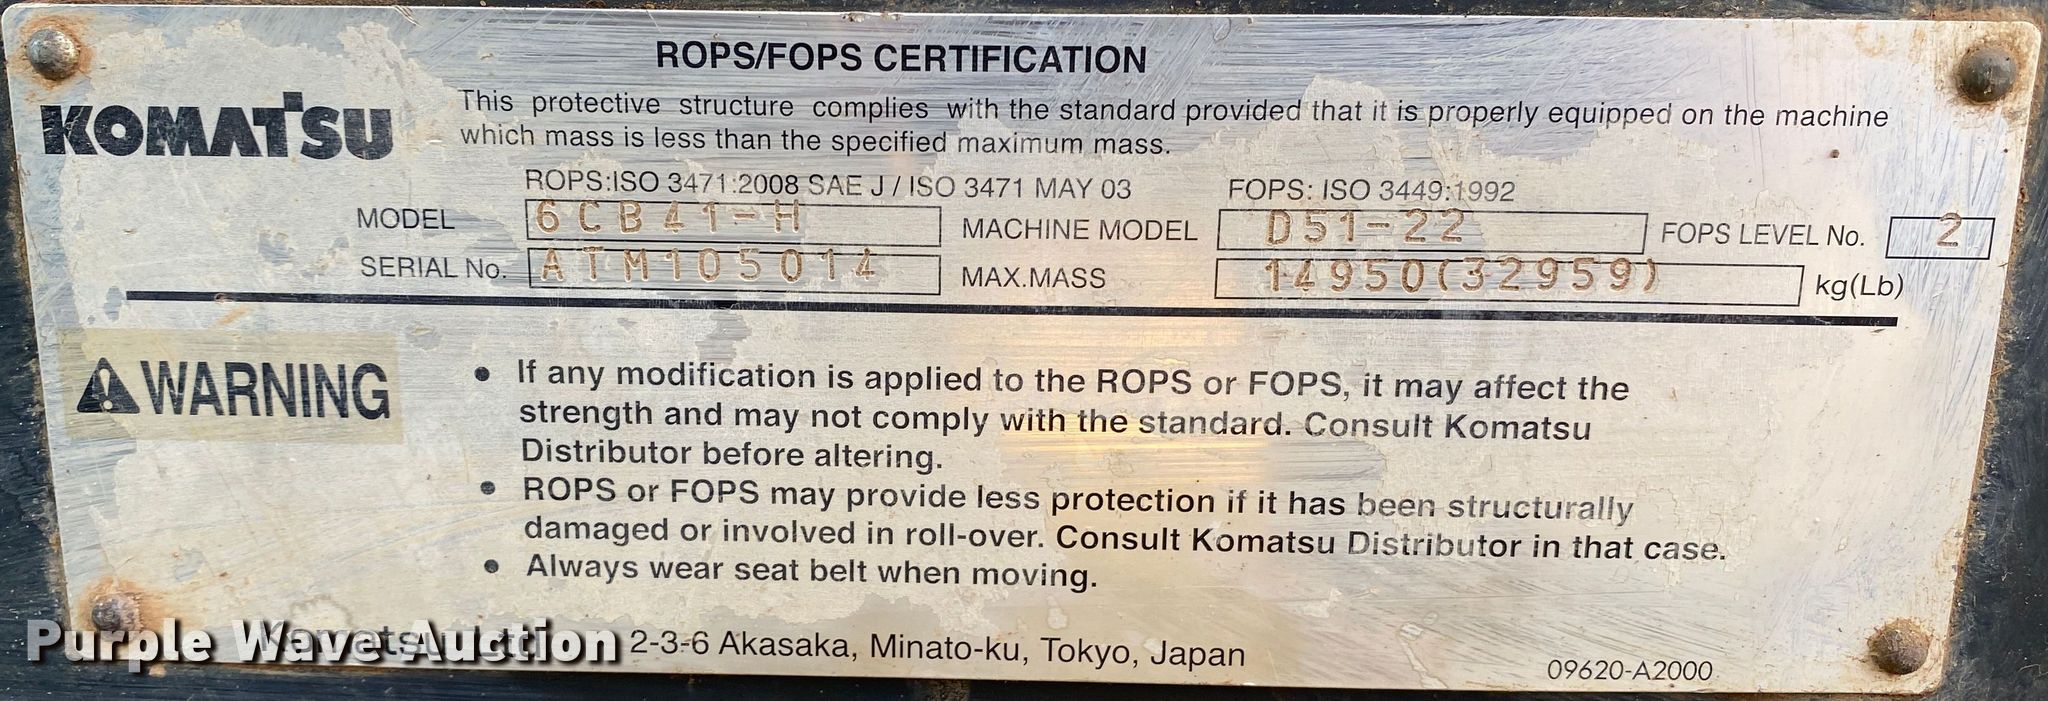 ROPS/FOPS CERTIFICATION
KOMATSU
This protective structure complies with the standard provided that it is properly equipped on the machine
which mass is less than the specified maximum mass.
ROPS:ISO 3471:2008 SAE J / ISO 3471 MAY 03 FOPS: ISO 3449:1992
MODEL 6CB41-H MACHINE MODEL D51-22 FOPS LEVEL No. 2
SERIAL No. ATM105014 MAX.MASS 14950(32959) kg(Lb)
WARNING
• If any modification is applied to the ROPS or FOPS, it may affect the
strength and may not comply with the standard. Consult Komatsu
Distributor before altering.
• ROPS or FOPS may provide less protection if it has been structurally
damaged or involved in roll-over. Consult Komatsu Distributor in that case.
• Always wear seat belt when moving.
Komatsu Ltd. 2-3-6 Akasaka, Minato-ku, Tokyo, Japan
09620-A2000
Purple Wave Auction